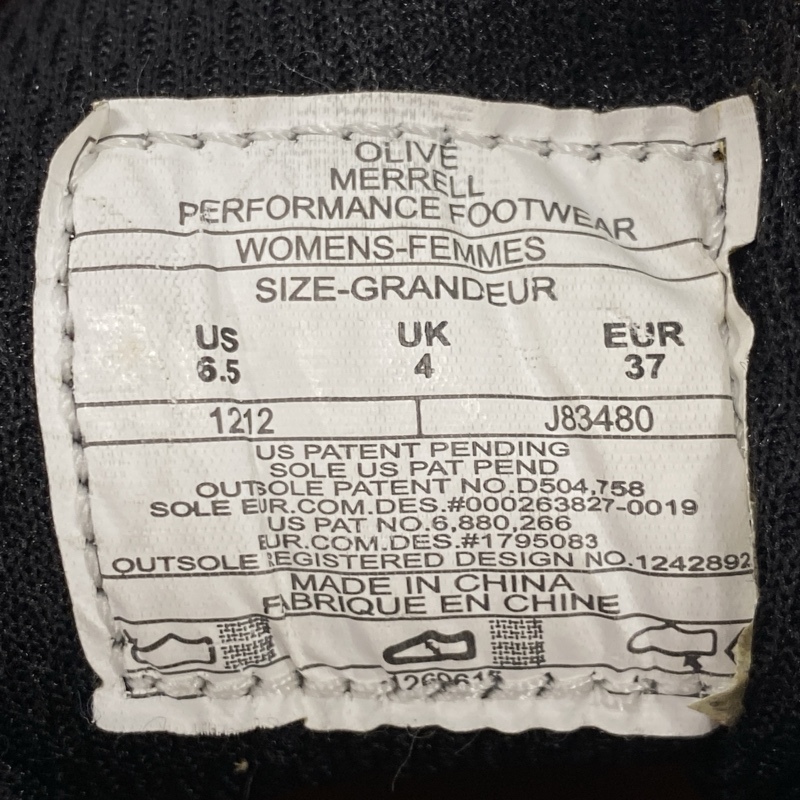 OLIVE
MERRELL
PERFORMANCE FOOTWEAR
WOMENS-FEMMES
SIZE-GRANDEUR
US UK EUR
6.5 4 37
1212 J83480
US PATENT PENDING
SOLE US PAT PEND
OUTSOLE PATENT NO.D504,758
SOLE EUR.COM.DES.#000263827-0019
US PAT NO.6,880,266
EUR.COM.DES.#1795083
OUTSOLE REGISTERED DESIGN NO.1242892
MADE IN CHINA
FABRIQUE EN CHINE